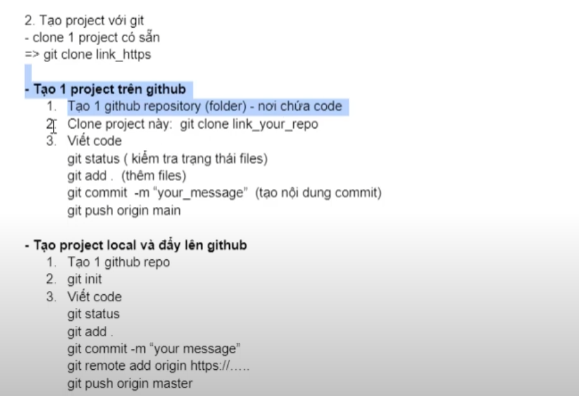 2. Tạo project với git
- clone 1 project có sẵn
=> git clone link_https
- Tạo 1 project trên github
1. Tạo 1 github repository (folder) - nơi chứa code
2. Clone project này: git clone link_your_repo
3. Viết code
git status ( kiểm tra trạng thái files)
git add . (thêm files)
git commit -m "your_message" (tạo nội dung commit)
git push origin main
- Tạo project local và đẩy lên github
1. Tạo 1 github repo
2. git init
3. Viết code
git status
git add .
git commit -m "your message"
git remote add origin https://.....
git push origin master